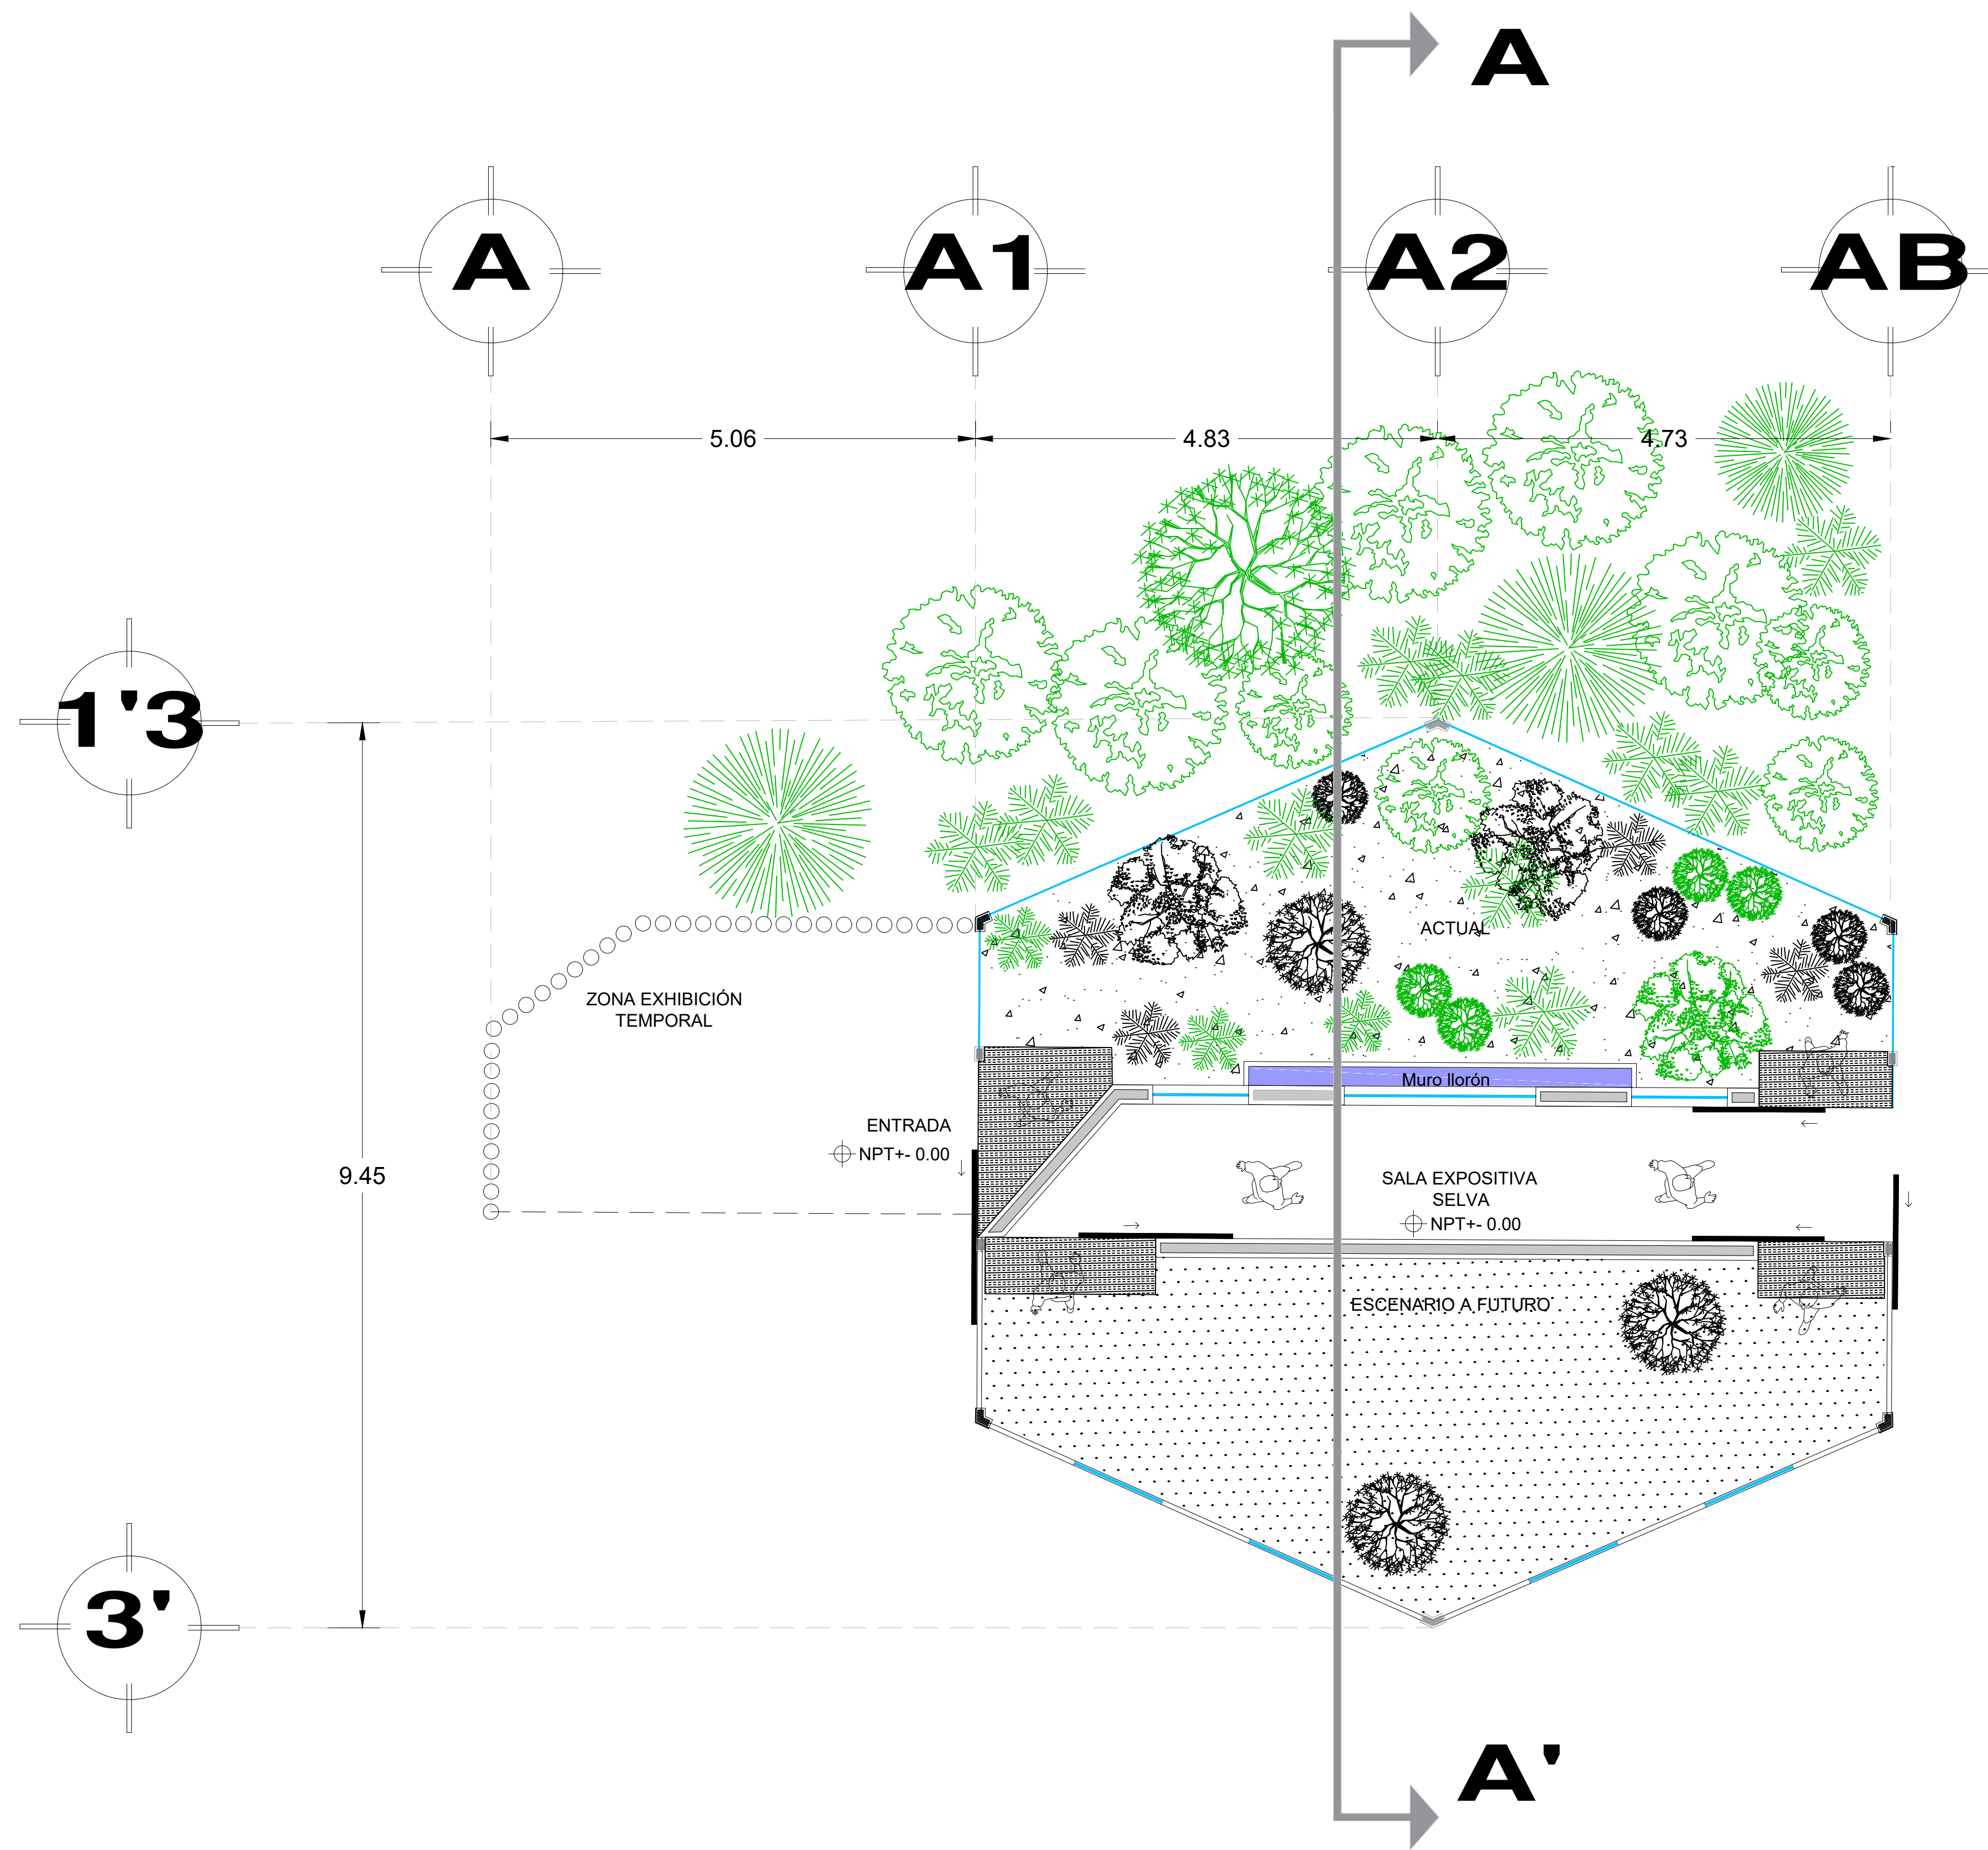 A
A
A1
A2
AB
5.06
4.83
4.73
1'3
ACTUAL
ZONA EXHIBICIÓN
TEMPORAL
Muro llorón
ENTRADA
NPT+- 0.00
9.45
SALA EXPOSITIVA
SELVA
NPT+- 0.00
ESCENARIO A FUTURO
3'
A'